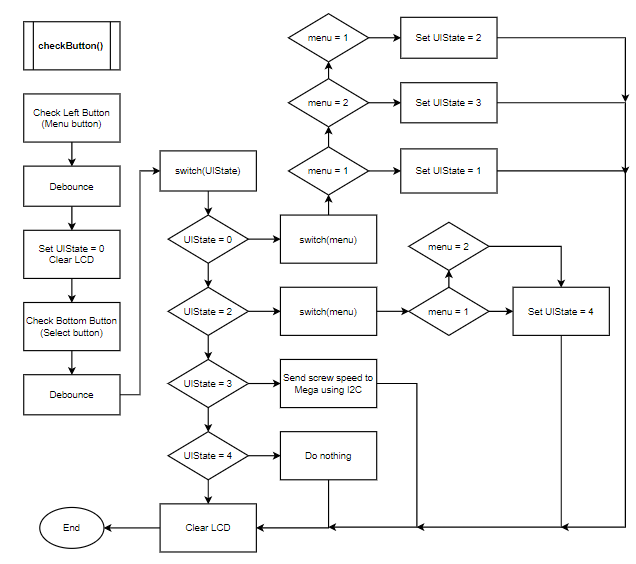 checkButton()
Check Left Button
(Menu button)
Debounce
Set UIState = 0
Clear LCD
Check Bottom Button
(Select button)
Debounce
switch(UIState)
UIState = 0
UIState = 2
UIState = 3
UIState = 4
Clear LCD
End
menu = 1
Set UIState = 2
menu = 2
Set UIState = 3
menu = 1
Set UIState = 1
switch(menu)
switch(menu)
menu = 2
menu = 1
Set UIState = 4
Send screw speed to
Mega using I2C
Do nothing